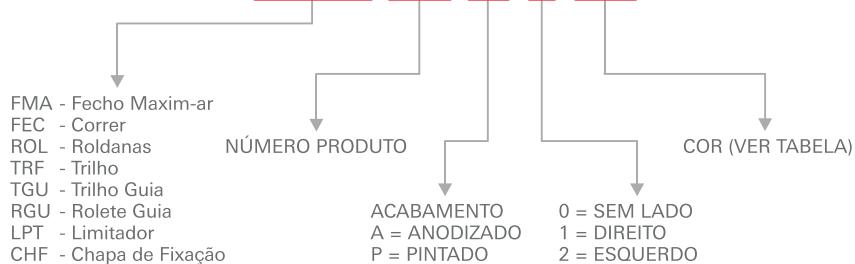 FMA - Fecho Maxim-ar
FEC - Correr
ROL - Roldanas
TRF - Trilho
TGU - Trilho Guia
RGU - Rolete Guia
LPT - Limitador
CHF - Chapa de Fixação
NÚMERO PRODUTO
ACABAMENTO
A = ANODIZADO
P = PINTADO
0 = SEM LADO
1 = DIREITO
2 = ESQUERDO
COR (VER TABELA)